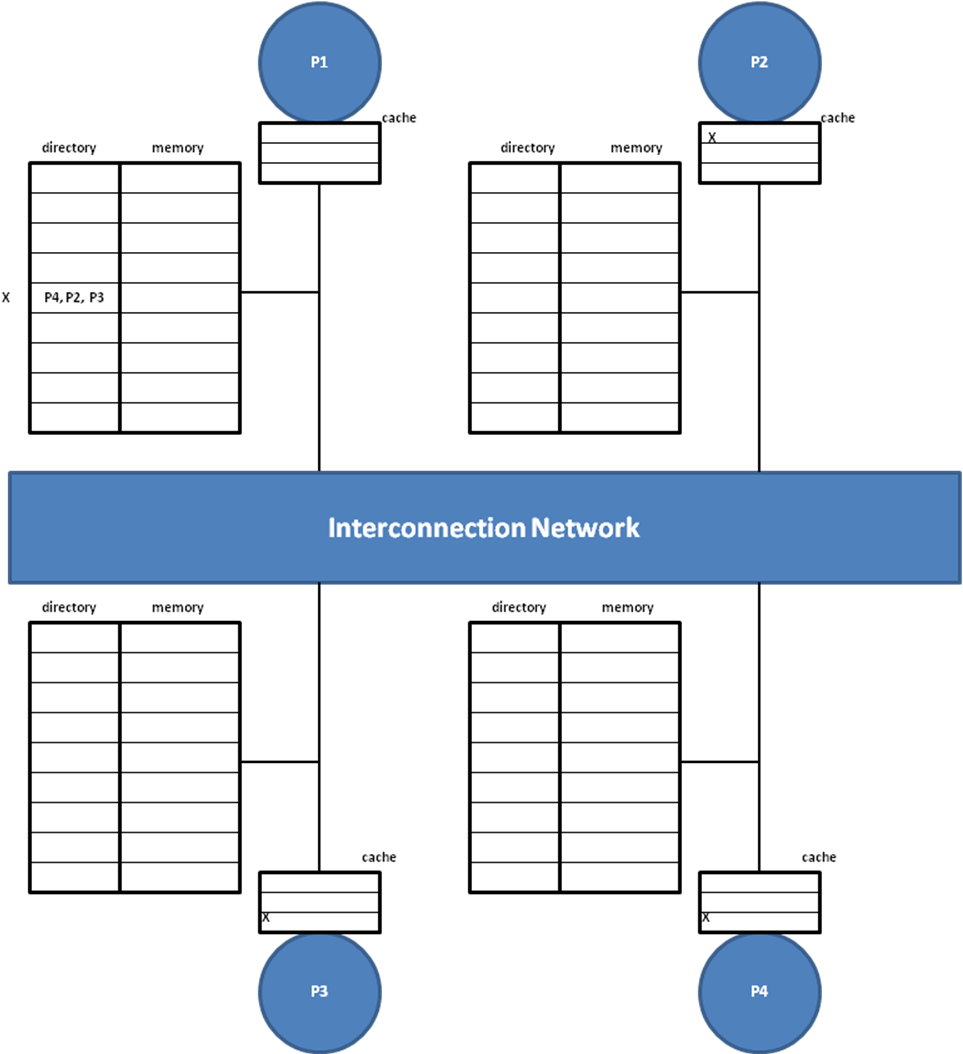 P1
P2
cache
cache
X
directory memory
directory memory
X P4, P2, P3
Interconnection Network
directory memory
directory memory
cache
cache
X
X
P3
P4